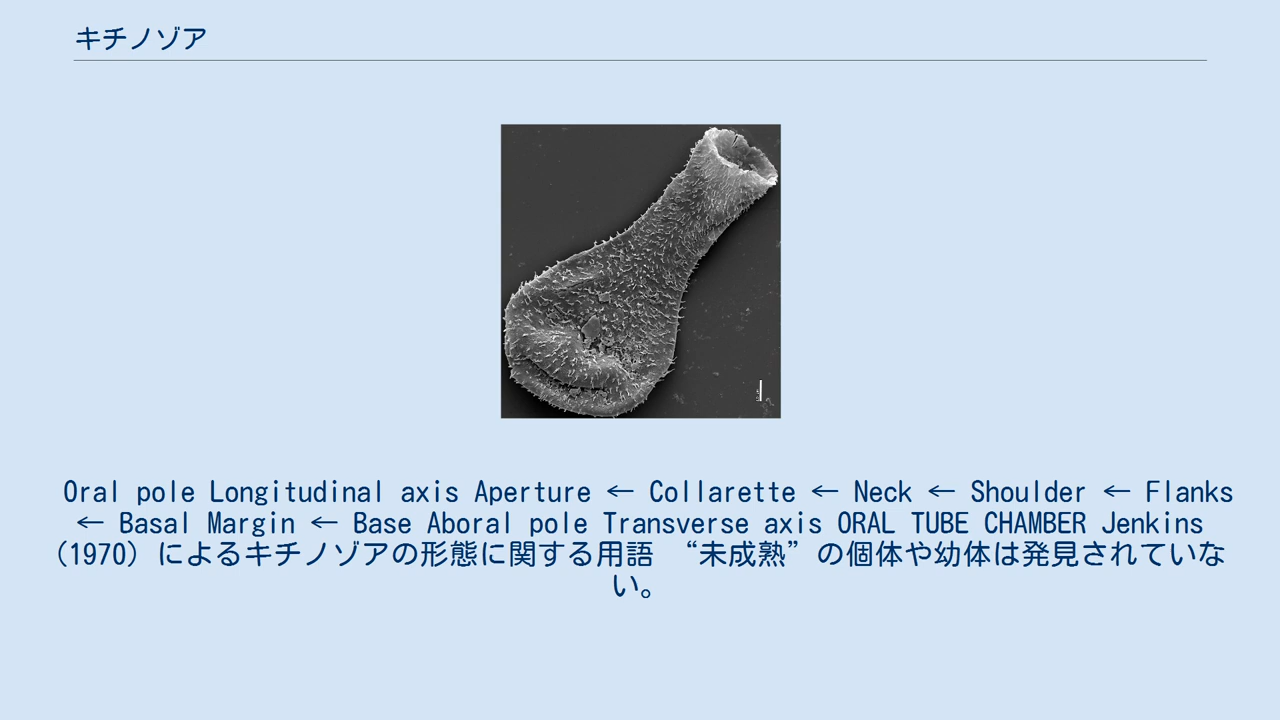 キチノゾア
Oral pole Longitudinal axis Aperture ← Collarette ← Neck ← Shoulder ← Flanks
← Basal Margin ← Base Aboral pole Transverse axis ORAL TUBE CHAMBER Jenkins
(1970) によるキチノゾアの形態に関する用語　“未成熟”の個体や幼体は発見されていな
い。